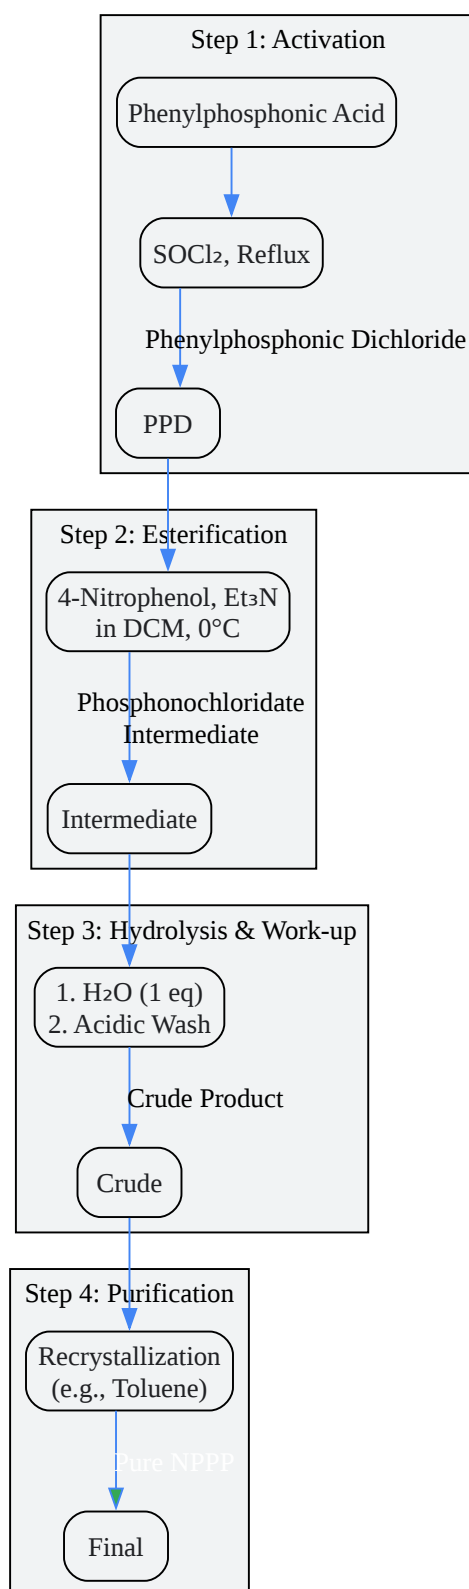 Step 1: Activation
Phenylphosphonic Acid
SOCl₂, Reflux
Phenylphosphonic Dichloride
PPD
Step 2: Esterification
4-Nitrophenol, Et₃N
in DCM, 0°C
Phosphonochloridate
Intermediate
Intermediate
Step 3: Hydrolysis & Work-up
1. H₂O (1 eq)
2. Acidic Wash
Crude Product
Crude
Step 4: Purification
Recrystallization
(e.g., Toluene)
Pure NPPP
Final